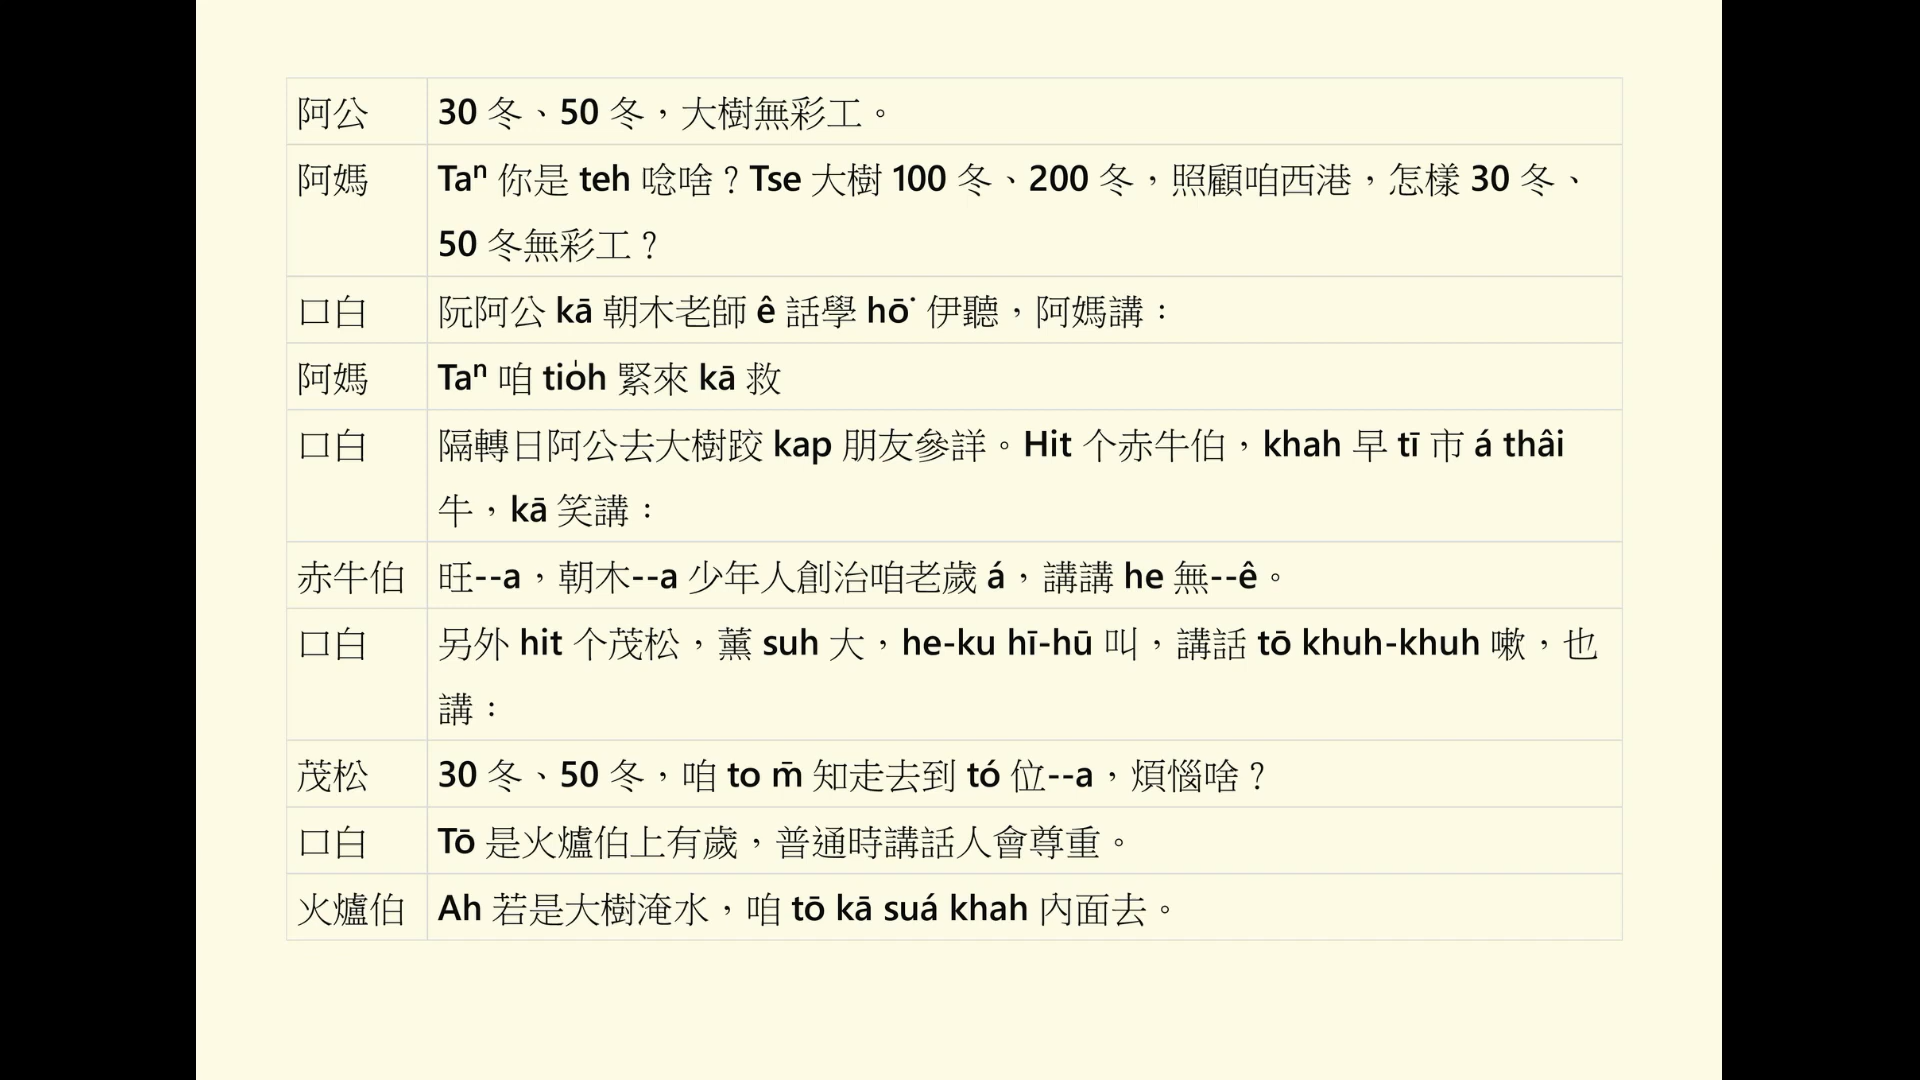 阿公 30 冬、50 冬，大樹無彩工。
阿媽 Taⁿ 你是 teh 唸啥？Tse 大樹 100 冬、200 冬，照顧咱西港，怎樣 30 冬、
50 冬無彩工？
口白 阮阿公 kā 朝木老師 ê 話學 hō͘ 伊聽，阿媽講：
阿媽 Taⁿ 咱 tio̍h 緊來 kā 救
口白 隔轉日阿公去大樹跤 kap 朋友參詳。Hit 个赤牛伯，khah 早 tī 市 á thâi
牛，kā 笑講：
赤牛伯 旺--a，朝木--a 少年人創治咱老歲 á，講講 he 無--ê。
口白 另外 hit 个茂松，薰 suh 大，he-ku hī-hū 叫，講話 tō khuh-khuh 嗽，也
講：
茂松 30 冬、50 冬，咱 to m̄ 知走去到 tó 位--a，煩惱啥？
口白 Tō 是火爐伯上有歲，普通時講話人會尊重。
火爐伯 Ah 若是大樹淹水，咱 tō kā suá khah 內面去。